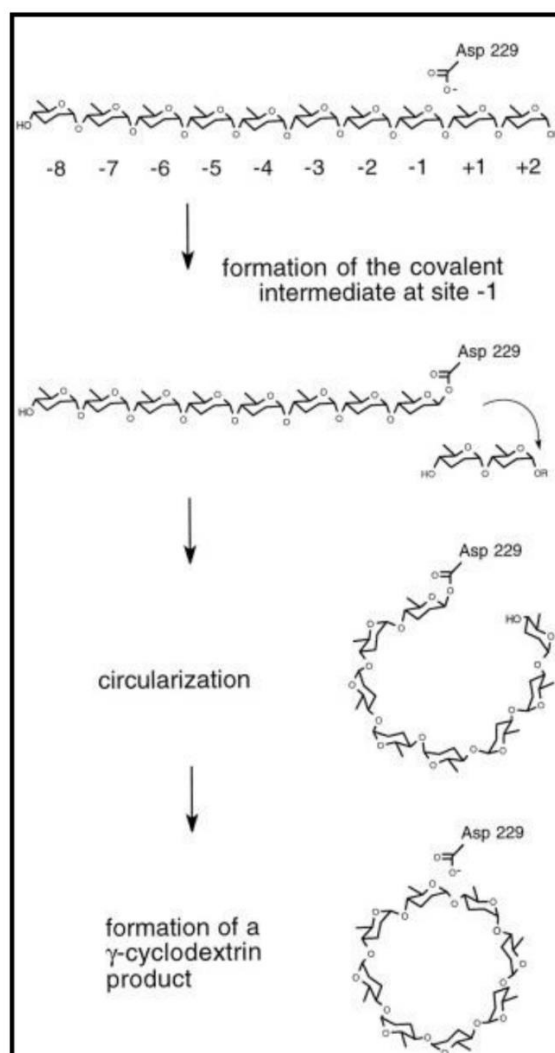 Asp 229
O O-
HO O O O O O O O O O O O O O O O O O O O
-8 -7 -6 -5 -4 -3 -2 -1 +1 +2
formation of the covalent
intermediate at site -1
Asp 229
O
O
HO
HO O OR
Asp 229
O
O
HO
circularization
Asp 229
O
O-
formation of a
γ-cyclodextrin
product